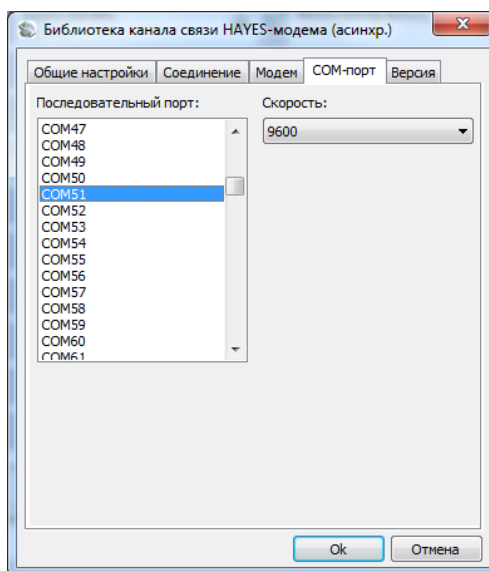 Библиотека канала связи HAYES-модема (асинхр.)
Общие настройки Соединение Модем COM-порт Версия
Последовательный порт: Скорость:
COM47 9600
COM48
COM49
COM50
COM51
COM52
COM53
COM54
COM55
COM56
COM57
COM58
COM59
COM60
COM61
Ok Отмена